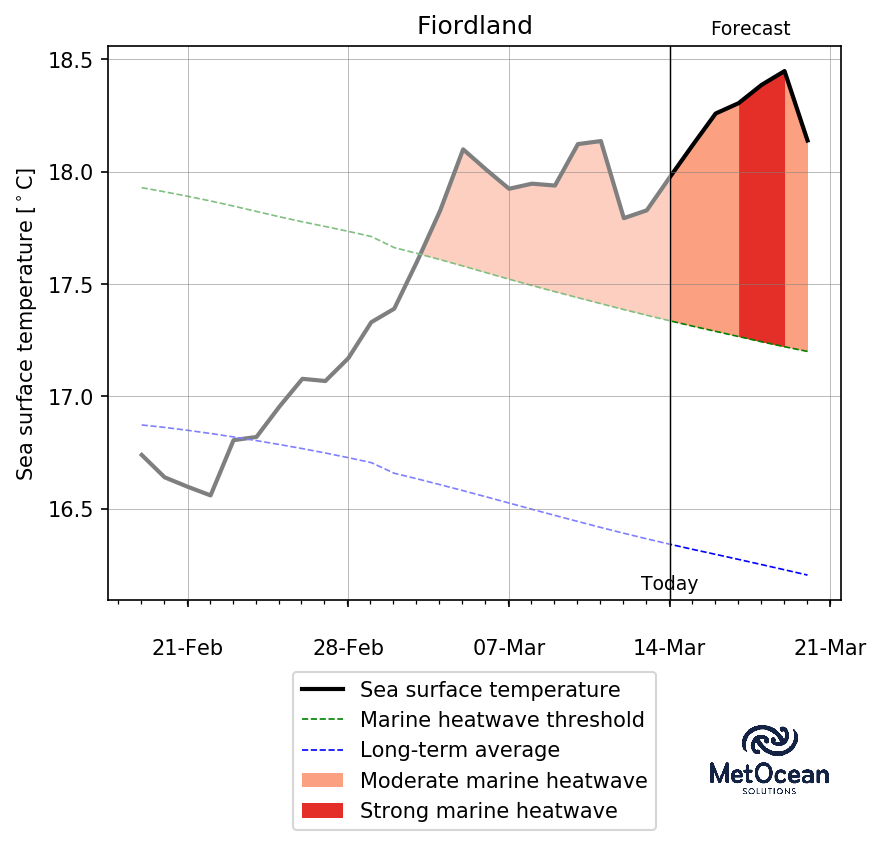 Fiordland
Forecast
18.5
18.0
17.5
17.0
16.5
Sea surface temperature [°C]
Today
21-Feb 28-Feb 07-Mar 14-Mar 21-Mar
Sea surface temperature
Marine heatwave threshold
Long-term average
Moderate marine heatwave
Strong marine heatwave
MetOcean
SOLUTIONS